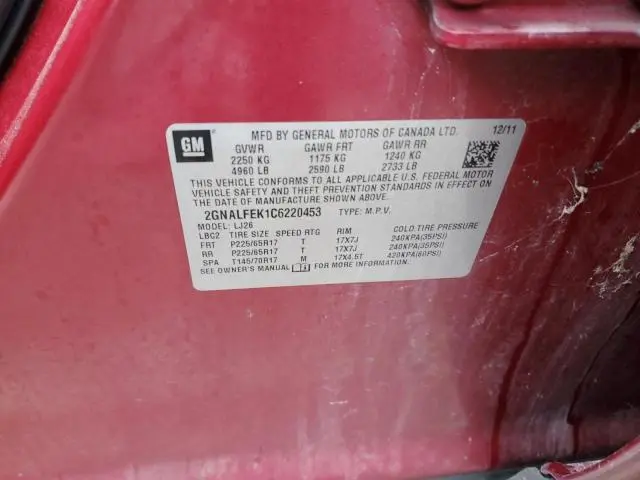 GM
MFD BY GENERAL MOTORS OF CANADA LTD. 12/11
GVWR GAWR FRT GAWR RR
2250 KG 1175 KG 1240 KG
4960 LB 2590 LB 2733 LB
THIS VEHICLE CONFORMS TO ALL APPLICABLE U.S. FEDERAL MOTOR
VEHICLE SAFETY AND THEFT PREVENTION STANDARDS IN EFFECT ON
THE DATE OF MANUFACTURE SHOWN ABOVE.
2GNALFEK1C6220453 TYPE: M.P.V.
MODEL: LJ26
LBC2 TIRE SIZE SPEED RTG RIM COLD TIRE PRESSURE
FRT P225/65R17 T 17X7J 240KPA(35PSI)
RR P225/65R17 T 17X7J 240KPA(35PSI)
SPA T145/70R17 M 17X4.5T 420KPA(60PSI)
SEE OWNER'S MANUAL FOR MORE INFORMATION.